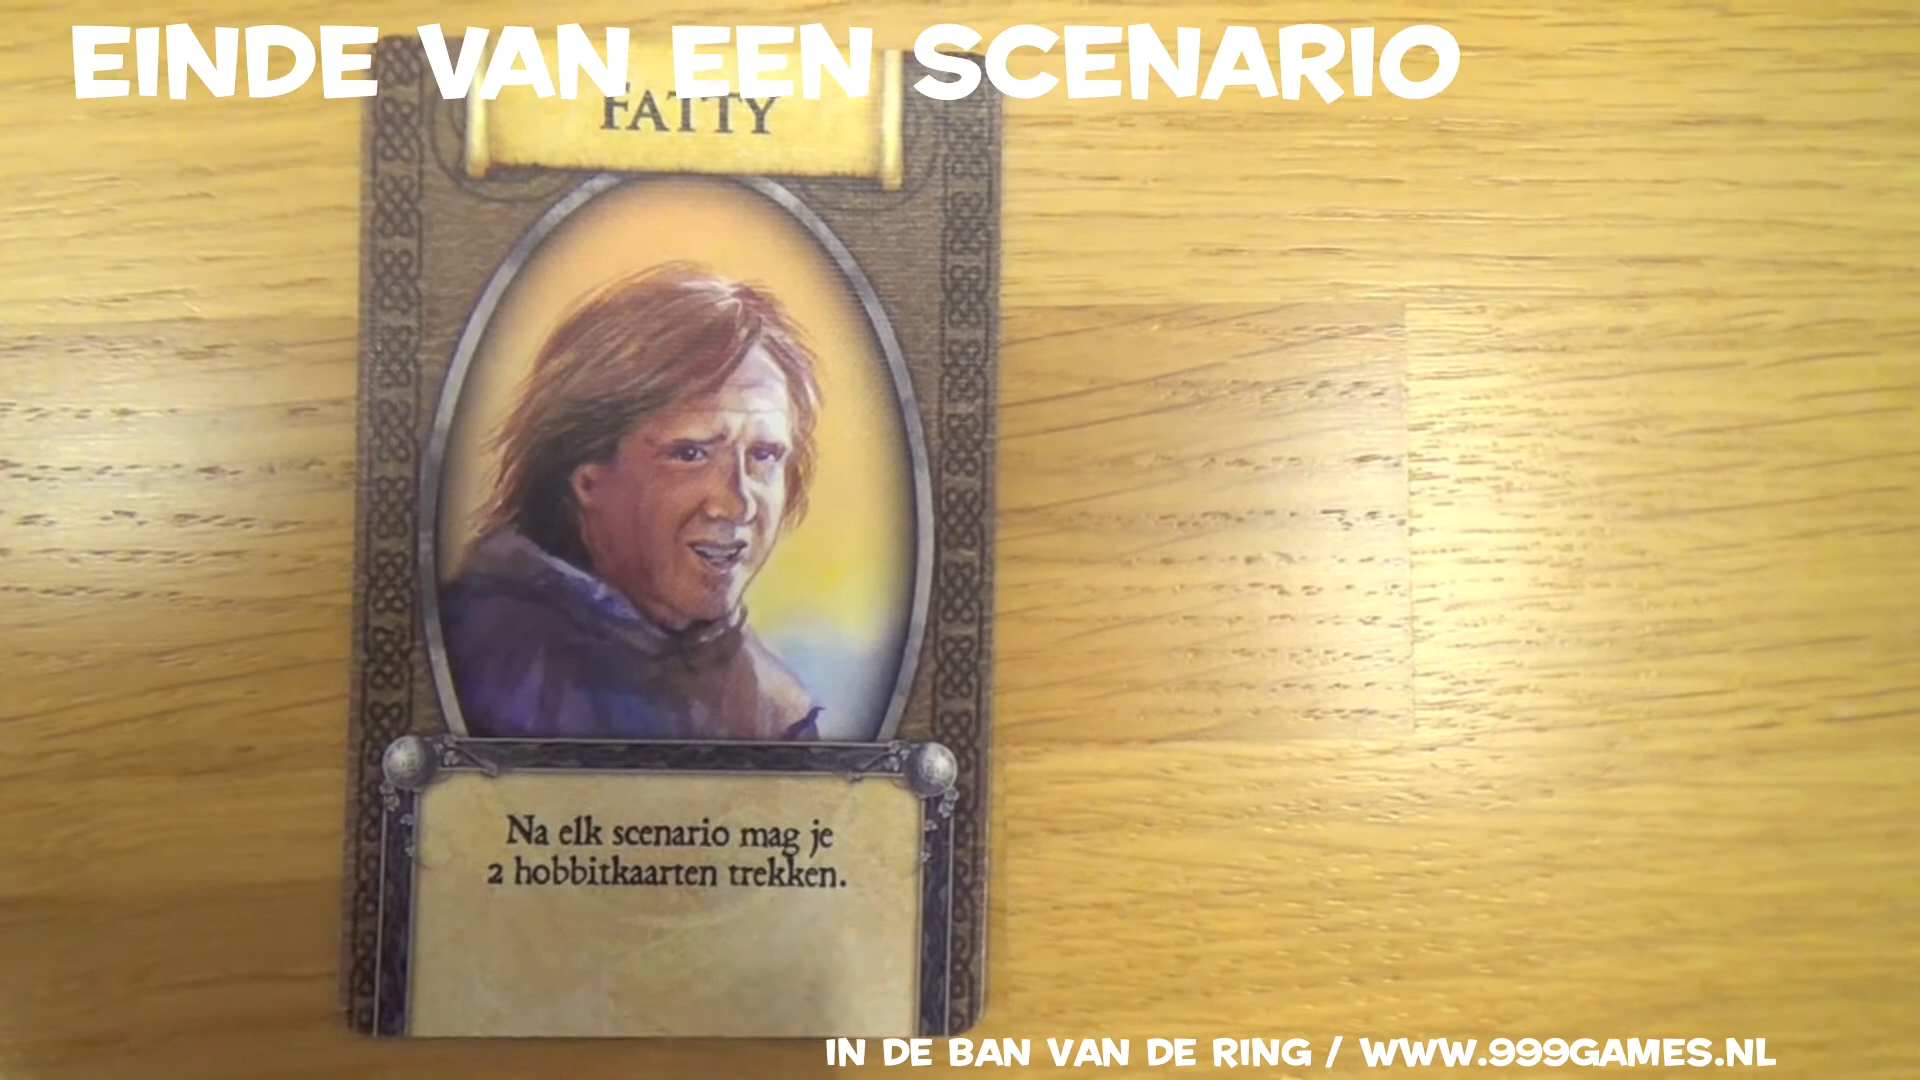 EINDE VAN EEN SCENARIO
FATTY
Na elk scenario mag je
2 hobbitkaarten trekken.
IN DE BAN VAN DE RING / WWW.999GAMES.NL